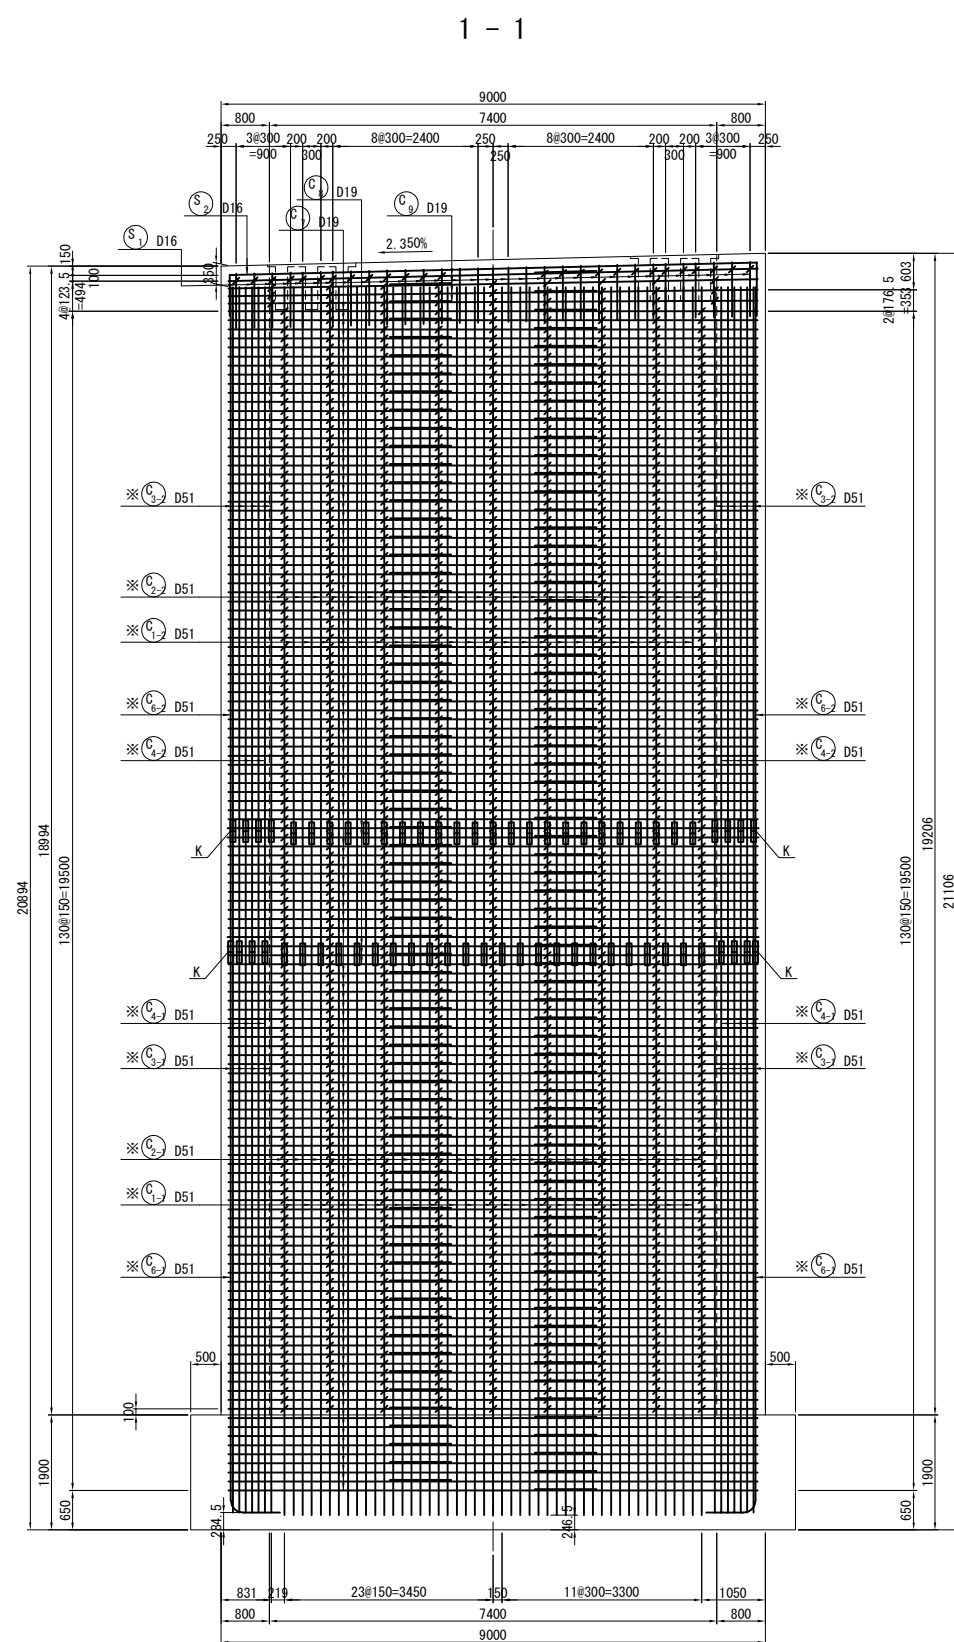 1 - 1
9000
800 7400 800
250 3@300 =900 200 300 200 8@300=2400 250 250 8@300=2400 200 300 200 3@300 =900 250
C8 D19
S2 D16
C7 D19
C9 D19
S1 D16
2.350%
150
350
100
4@123.5 =494
603
2@176.5 =353
※C3-2 D51 ※C3-2 D51
※C2-2 D51
※C1-2 D51
※C6-2 D51 ※C6-2 D51
※C4-2 D51 ※C4-2 D51
K K
18994
20894
130@150=19500
19206
21106
130@150=19500
K K
※C4-1 D51 ※C4-1 D51
※C3-1 D51 ※C3-1 D51
※C2-1 D51
※C1-1 D51
※C6-1 D51 ※C6-1 D51
500 500
100
1900 1900
650 650
284.5 246.5
831 219 23@150=3450 150 11@300=3300 1050
800 7400 800
9000